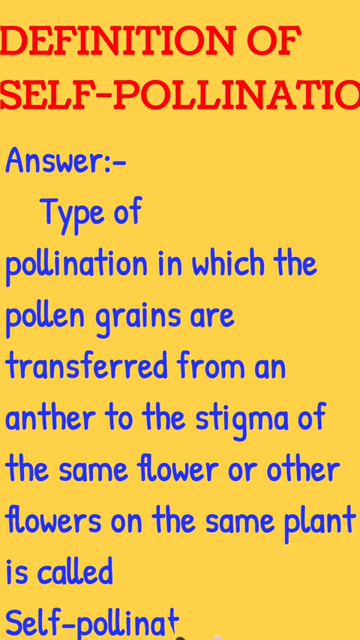 DEFINITION OF
SELF-POLLINATIO
Answer:-
Type of
pollination in which the
pollen grains are
transferred from an
anther to the stigma of
the same flower or other
flowers on the same plant
is called
Self-pollinat